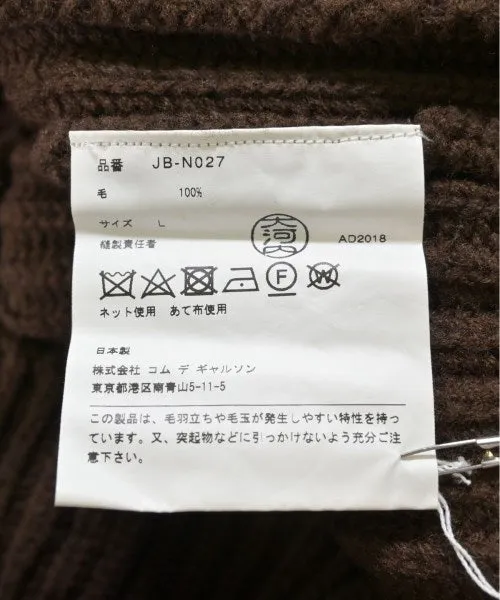 品番 JB-N027
毛 100%
サイズ L
縫製責任者 大河内 AD2018
F W
ネット使用 あて布使用
日本製
株式会社 コム デ ギャルソン
東京都港区南青山5-11-5
この製品は、毛羽立ちや毛玉が発生しやすい特性を持っ
ています。又、突起物などに引っかけないよう充分ご注
意下さい。